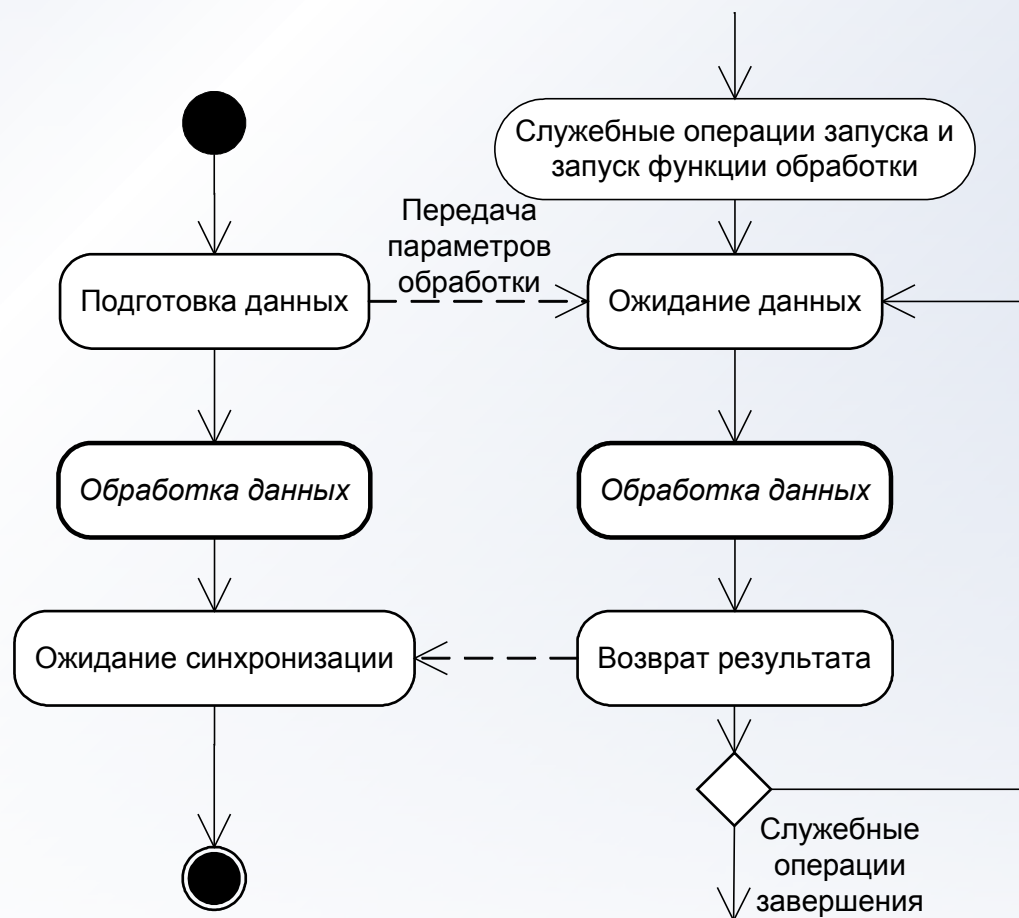 Служебные операции запуска и
запуск функции обработки
Передача
параметров
обработки
Подготовка данных
Ожидание данных
Обработка данных
Обработка данных
Ожидание синхронизации
Возврат результата
Служебные
операции
завершения